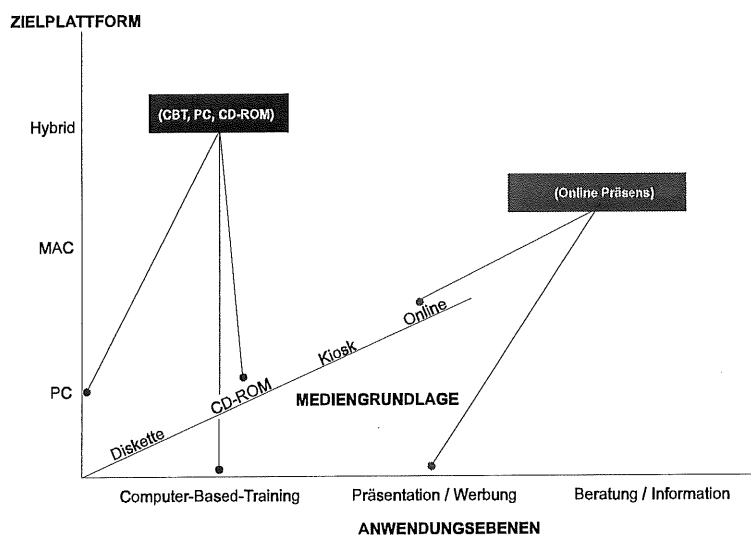 ZIELPLATTFORM
Hybrid
(CBT, PC, CD-ROM)
(Online Präsens)
MAC
Online
Kiosk
PC
CD-ROM
MEDIENGRUNDLAGE
Diskette
Computer-Based-Training
Präsentation / Werbung
Beratung / Information
ANWENDUNGSEBENEN